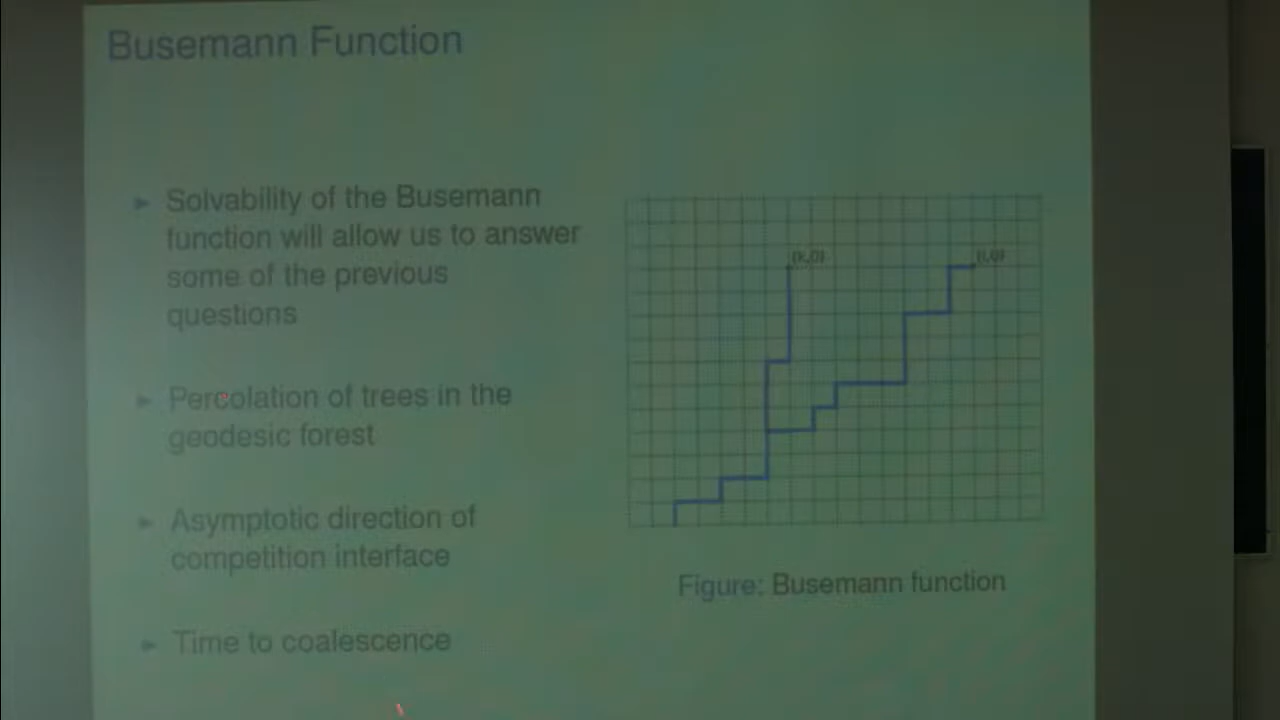 Busemann Function
► Solvability of the Busemann
function will allow us to answer
some of the previous
questions
► Percolation of trees in the
geodesic forest
► Asymptotic direction of
competition interface
► Time to coalescence
Figure: Busemann function